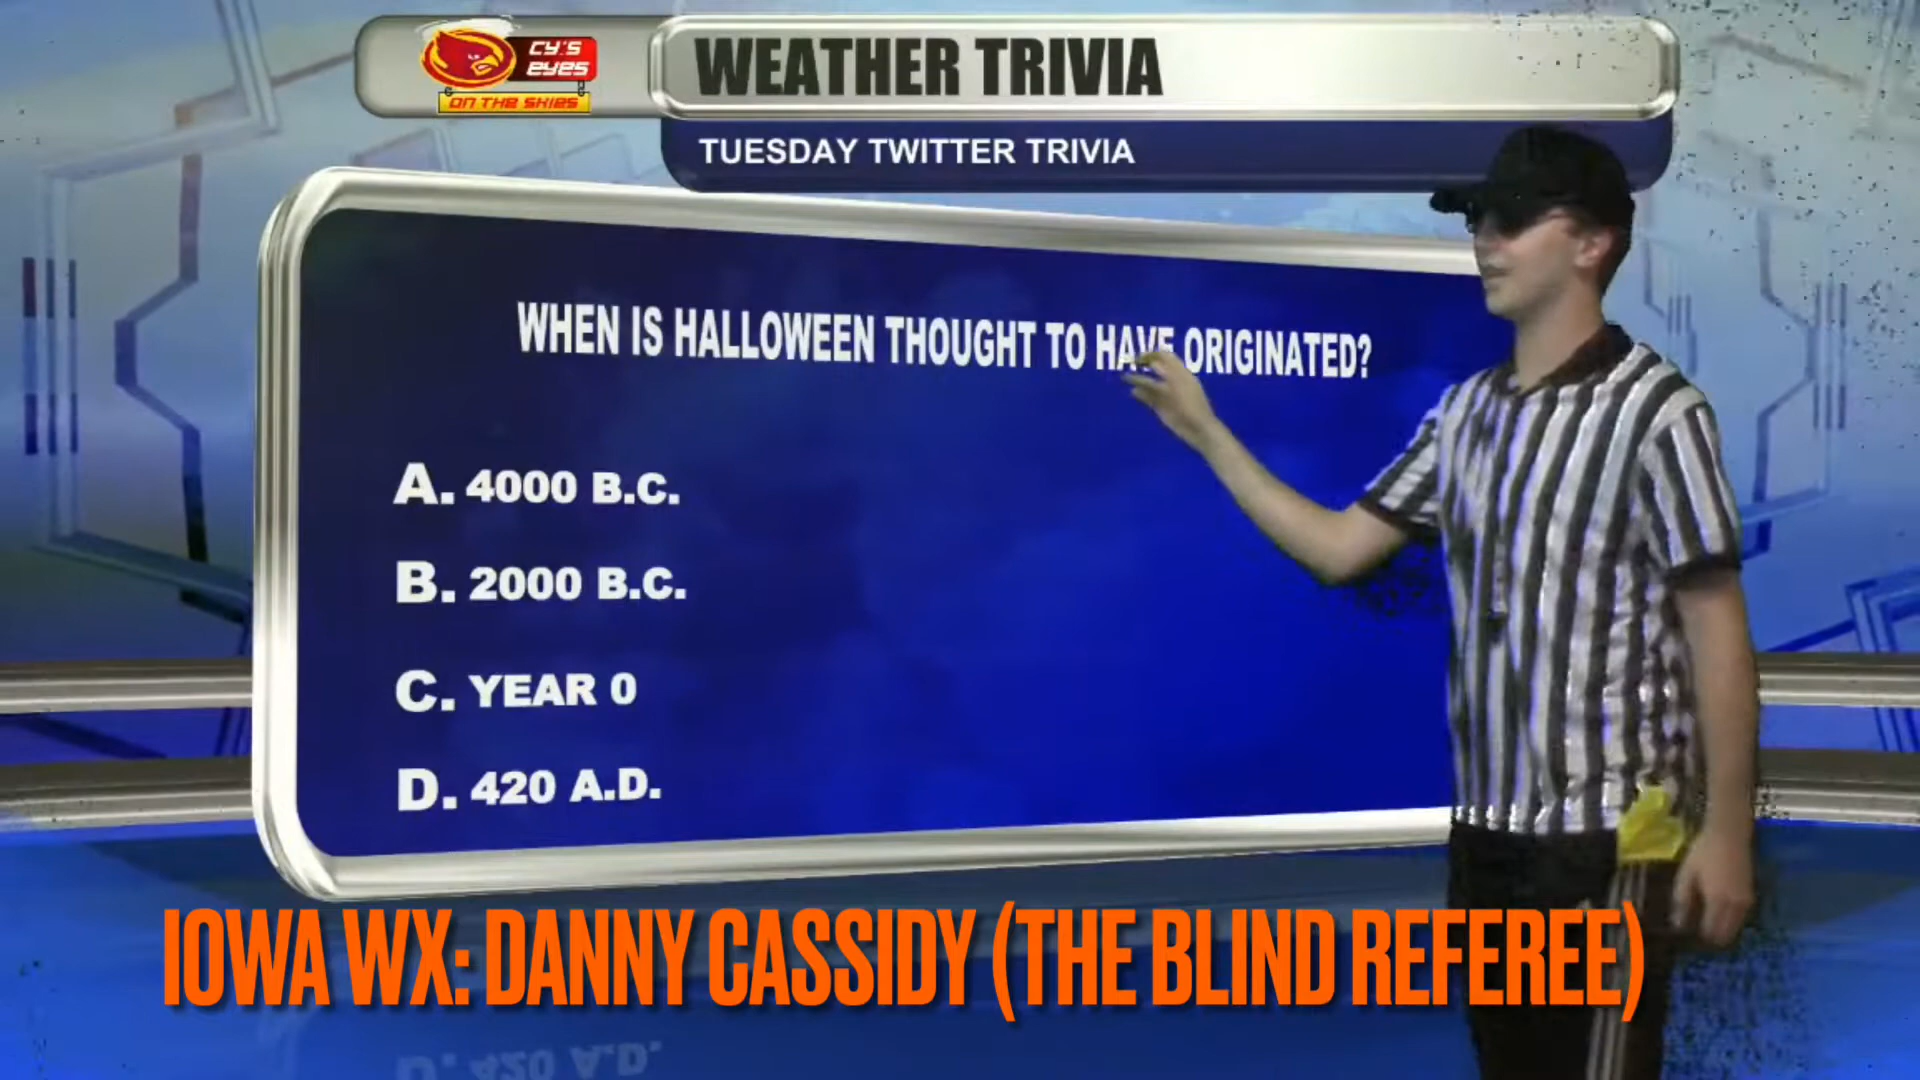 CY'S
EYES
ON THE SKIES
WEATHER TRIVIA
TUESDAY TWITTER TRIVIA
WHEN IS HALLOWEEN THOUGHT TO HAVE ORIGINATED?
A. 4000 B.C.
B. 2000 B.C.
C. YEAR 0
D. 420 A.D.
IOWA WX: DANNY CASSIDY (THE BLIND REFEREE)
D. 420 A.D.